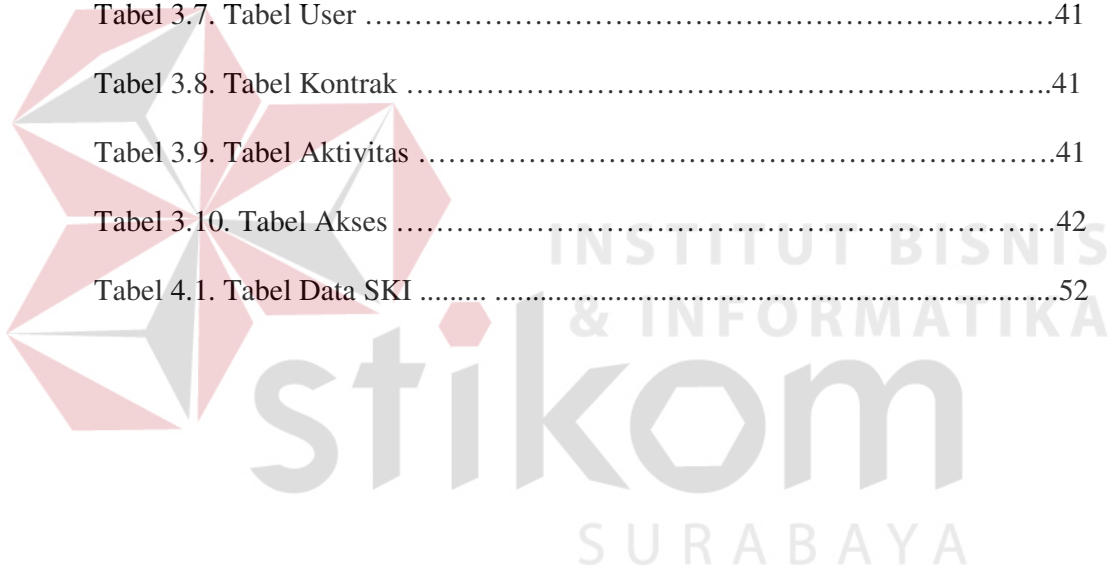 Tabel 3.7. Tabel User ……………………………………………………………………41
Tabel 3.8. Tabel Kontrak ………………………………………………………………..41
Tabel 3.9. Tabel Aktivitas ………………………………………………………………41
Tabel 3.10. Tabel Akses …………………………………………………………………42
Tabel 4.1. Tabel Data SKI ......... ...........................................................................52
INSTITUT BISNIS
& INFORMATIKA
stikom
SURABAYA